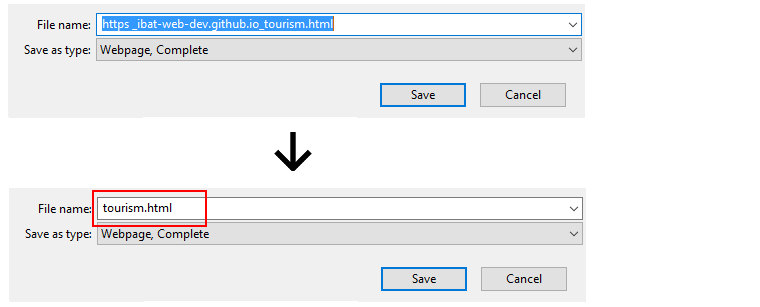 File name: https_ibat-web-dev.github.io_tourism.html
Save as type: Webpage, Complete
Save Cancel
File name: tourism.html
Save as type: Webpage, Complete
Save Cancel